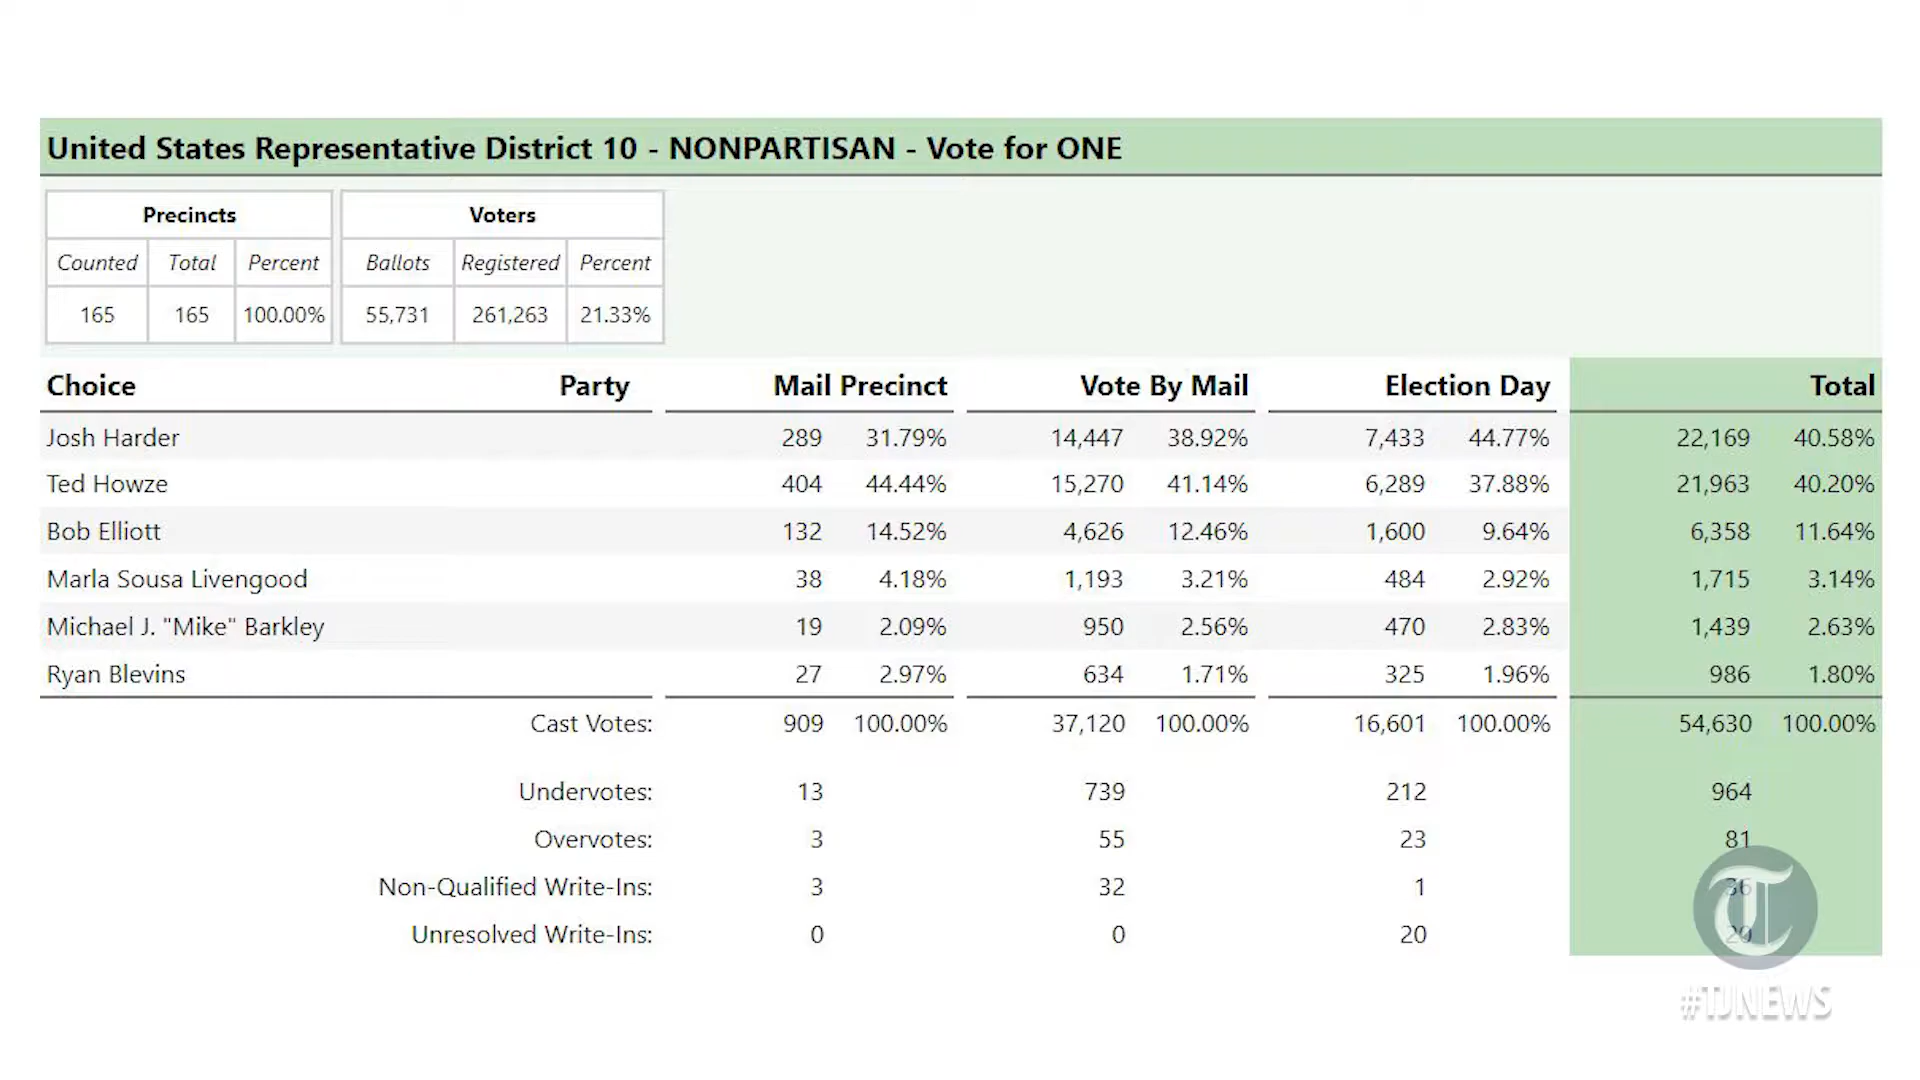 United States Representative District 10 - NONPARTISAN - Vote for ONE
Precincts Voters
Counted Total Percent Ballots Registered Percent
165 165 100.00% 55,731 261,263 21.33%
Choice Party Mail Precinct Vote By Mail Election Day Total
Josh Harder 289 31.79% 14,447 38.92% 7,433 44.77% 22,169 40.58%
Ted Howze 404 44.44% 15,270 41.14% 6,289 37.88% 21,963 40.20%
Bob Elliott 132 14.52% 4,626 12.46% 1,600 9.64% 6,358 11.64%
Marla Sousa Livengood 38 4.18% 1,193 3.21% 484 2.92% 1,715 3.14%
Michael J. "Mike" Barkley 19 2.09% 950 2.56% 470 2.83% 1,439 2.63%
Ryan Blevins 27 2.97% 634 1.71% 325 1.96% 986 1.80%
Cast Votes: 909 100.00% 37,120 100.00% 16,601 100.00% 54,630 100.00%
Undervotes: 13 739 212 964
Overvotes: 3 55 23 81
Non-Qualified Write-Ins: 3 32 1 36
Unresolved Write-Ins: 0 0 20 20
T
#TJNEWS